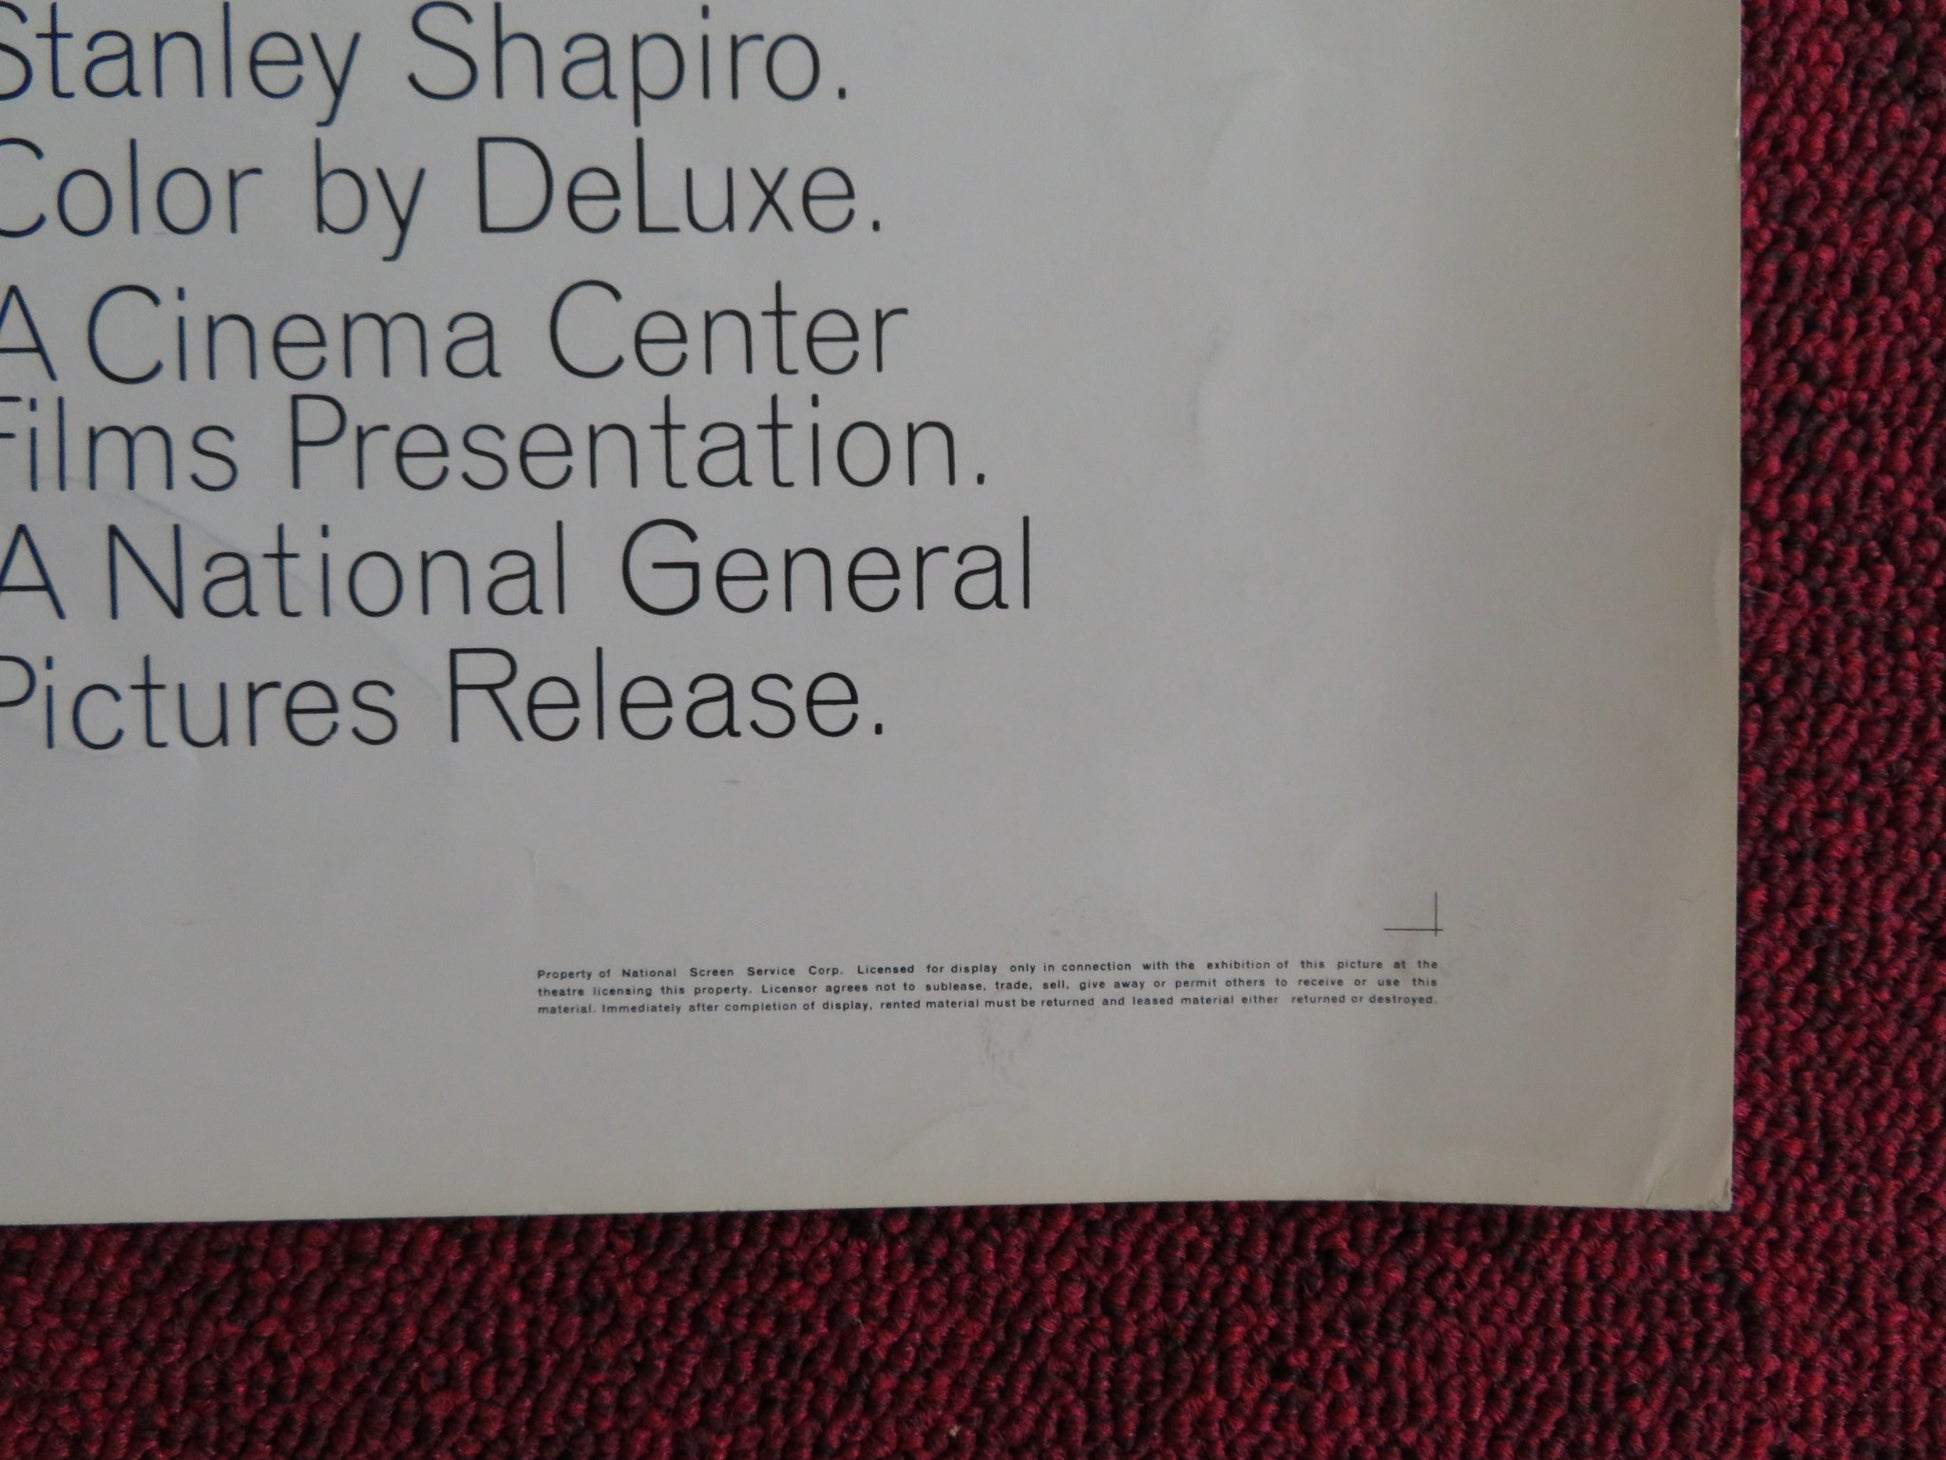 Stanley Shapiro.
Color by DeLuxe.
A Cinema Center
Films Presentation.
A National General
Pictures Release.
Property of National Screen Service Corp. Licensed for display only in connection with the exhibition of this picture at the
theatre licensing this property. Licensor agrees not to sublease, trade, sell, give away or permit others to receive or use this
material. Immediately after completion of display, rented material must be returned and leased material either returned or destroyed.